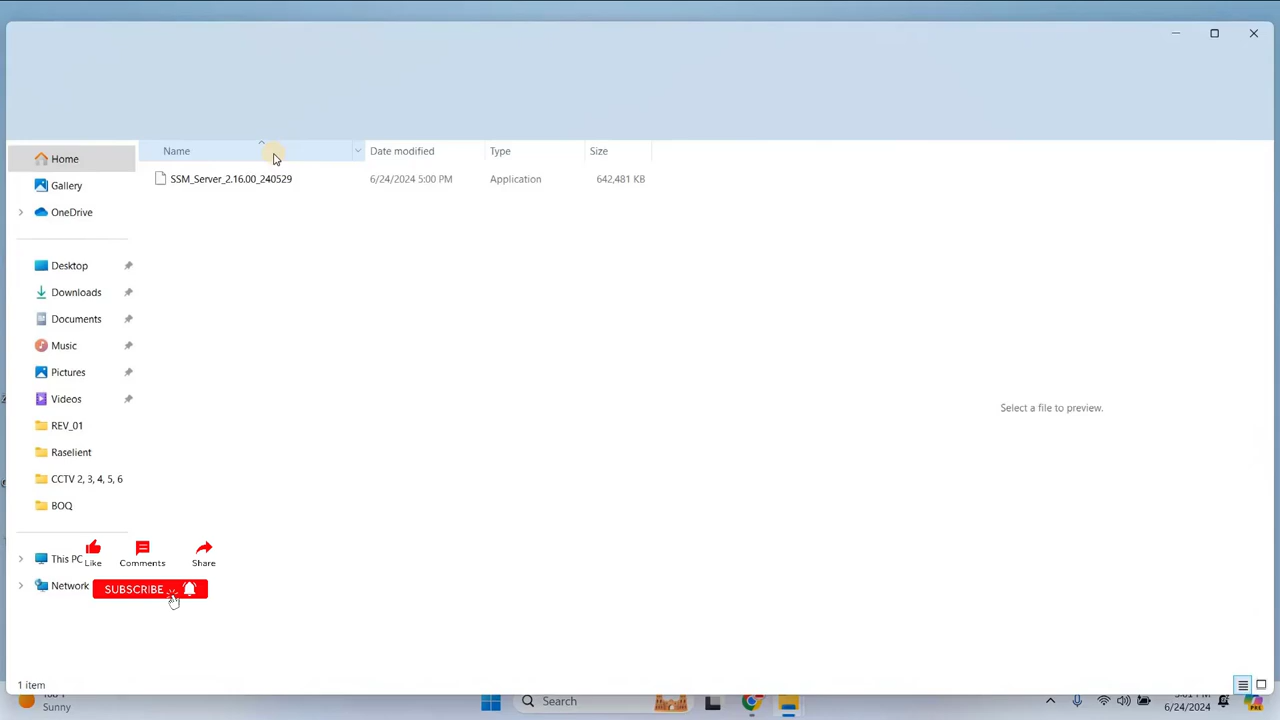 Name
Date modified
Type
Size
SSM_Server_2.16.00_240529
6/24/2024 5:00 PM
Application
642,481 KB
Home
Gallery
OneDrive
Desktop
Downloads
Documents
Music
Pictures
Videos
REV_01
Raselient
CCTV 2, 3, 4, 5, 6
BOQ
This PC
Network
Select a file to preview.
Like
Comments
Share
SUBSCRIBE
1 item
Sunny
Search
6/24/2024